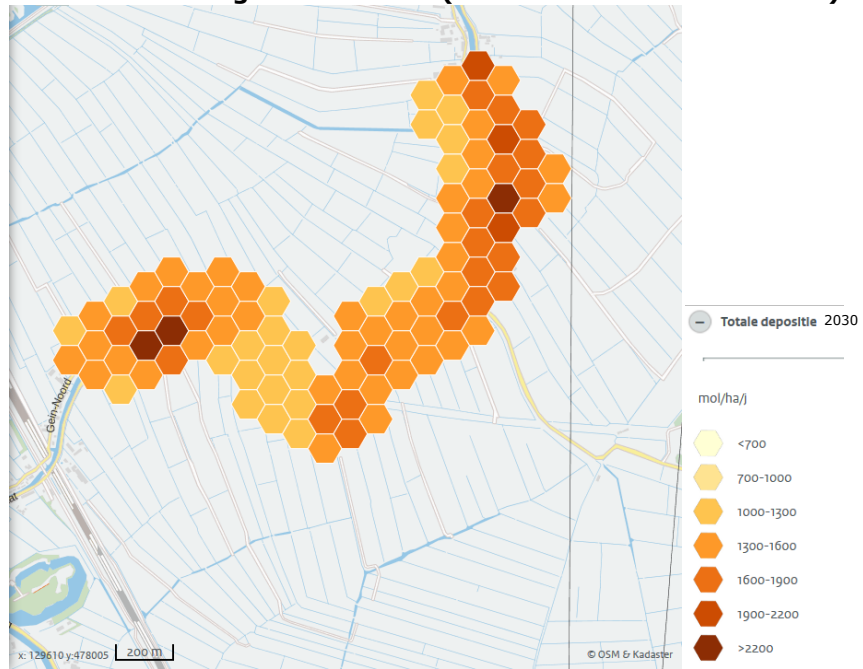 Gein-Noord
at
x: 129610 y:478005
200 m
© OSM & Kadaster
Totale depositie 2030
mol/ha/j
<700
700-1000
1000-1300
1300-1600
1600-1900
1900-2200
>2200